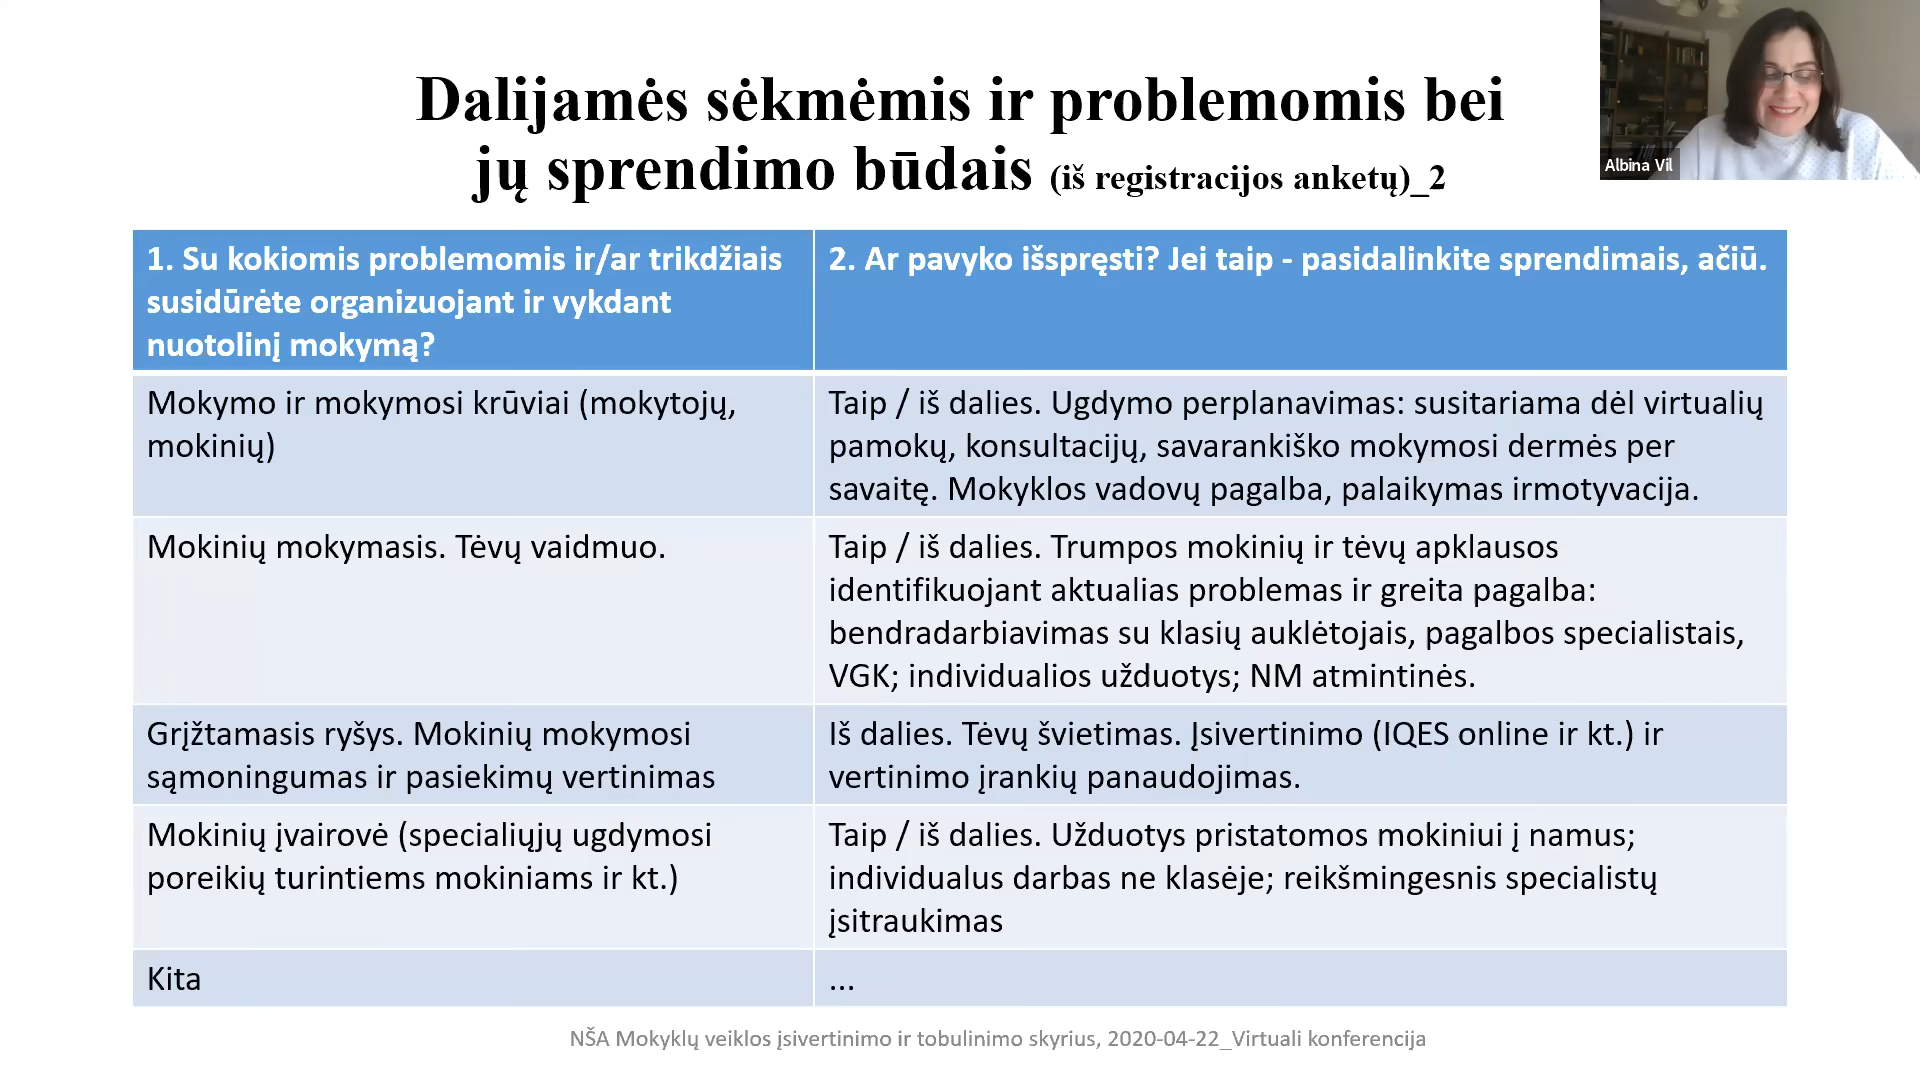 Dalijamės sėkmėmis ir problemomis bei
jų sprendimo būdais (iš registracijos anketų)_2
Albina Vil
1. Su kokiomis problemomis ir/ar trikdžiais
susidūrėte organizuojant ir vykdant
nuotolinį mokymą?
2. Ar pavyko išspręsti? Jei taip - pasidalinkite sprendimais, ačiū.
Mokymo ir mokymosi krūviai (mokytojų,
mokinių)
Taip / iš dalies. Ugdymo perplanavimas: susitariama dėl virtualių
pamokų, konsultacijų, savarankiško mokymosi dermės per
savaitę. Mokyklos vadovų pagalba, palaikymas irmotyvacija.
Mokinių mokymasis. Tėvų vaidmuo.
Taip / iš dalies. Trumpos mokinių ir tėvų apklausos
identifikuojant aktualias problemas ir greita pagalba:
bendradarbiavimas su klasių auklėtojais, pagalbos specialistais,
VGK; individualios užduotys; NM atmintinės.
Grįžtamasis ryšys. Mokinių mokymosi
sąmoningumas ir pasiekimų vertinimas
Iš dalies. Tėvų švietimas. Įsivertinimo (IQES online ir kt.) ir
vertinimo įrankių panaudojimas.
Mokinių įvairovė (specialiųjų ugdymosi
poreikių turintiems mokiniams ir kt.)
Taip / iš dalies. Užduotys pristatomos mokiniui į namus;
individualus darbas ne klasėje; reikšmingesnis specialistų
įsitraukimas
Kita
...
NŠA Mokyklų veiklos įsivertinimo ir tobulinimo skyrius, 2020-04-22_Virtuali konferencija